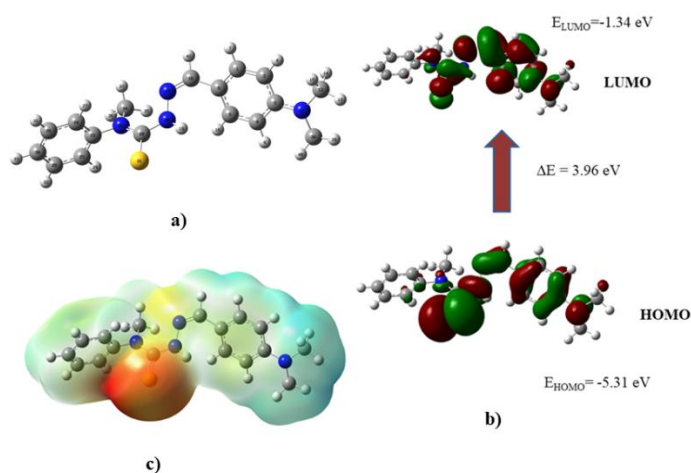 a)
E_LUMO=-1.34 eV
LUMO
ΔE = 3.96 eV
HOMO
E_HOMO= -5.31 eV
b)
c)